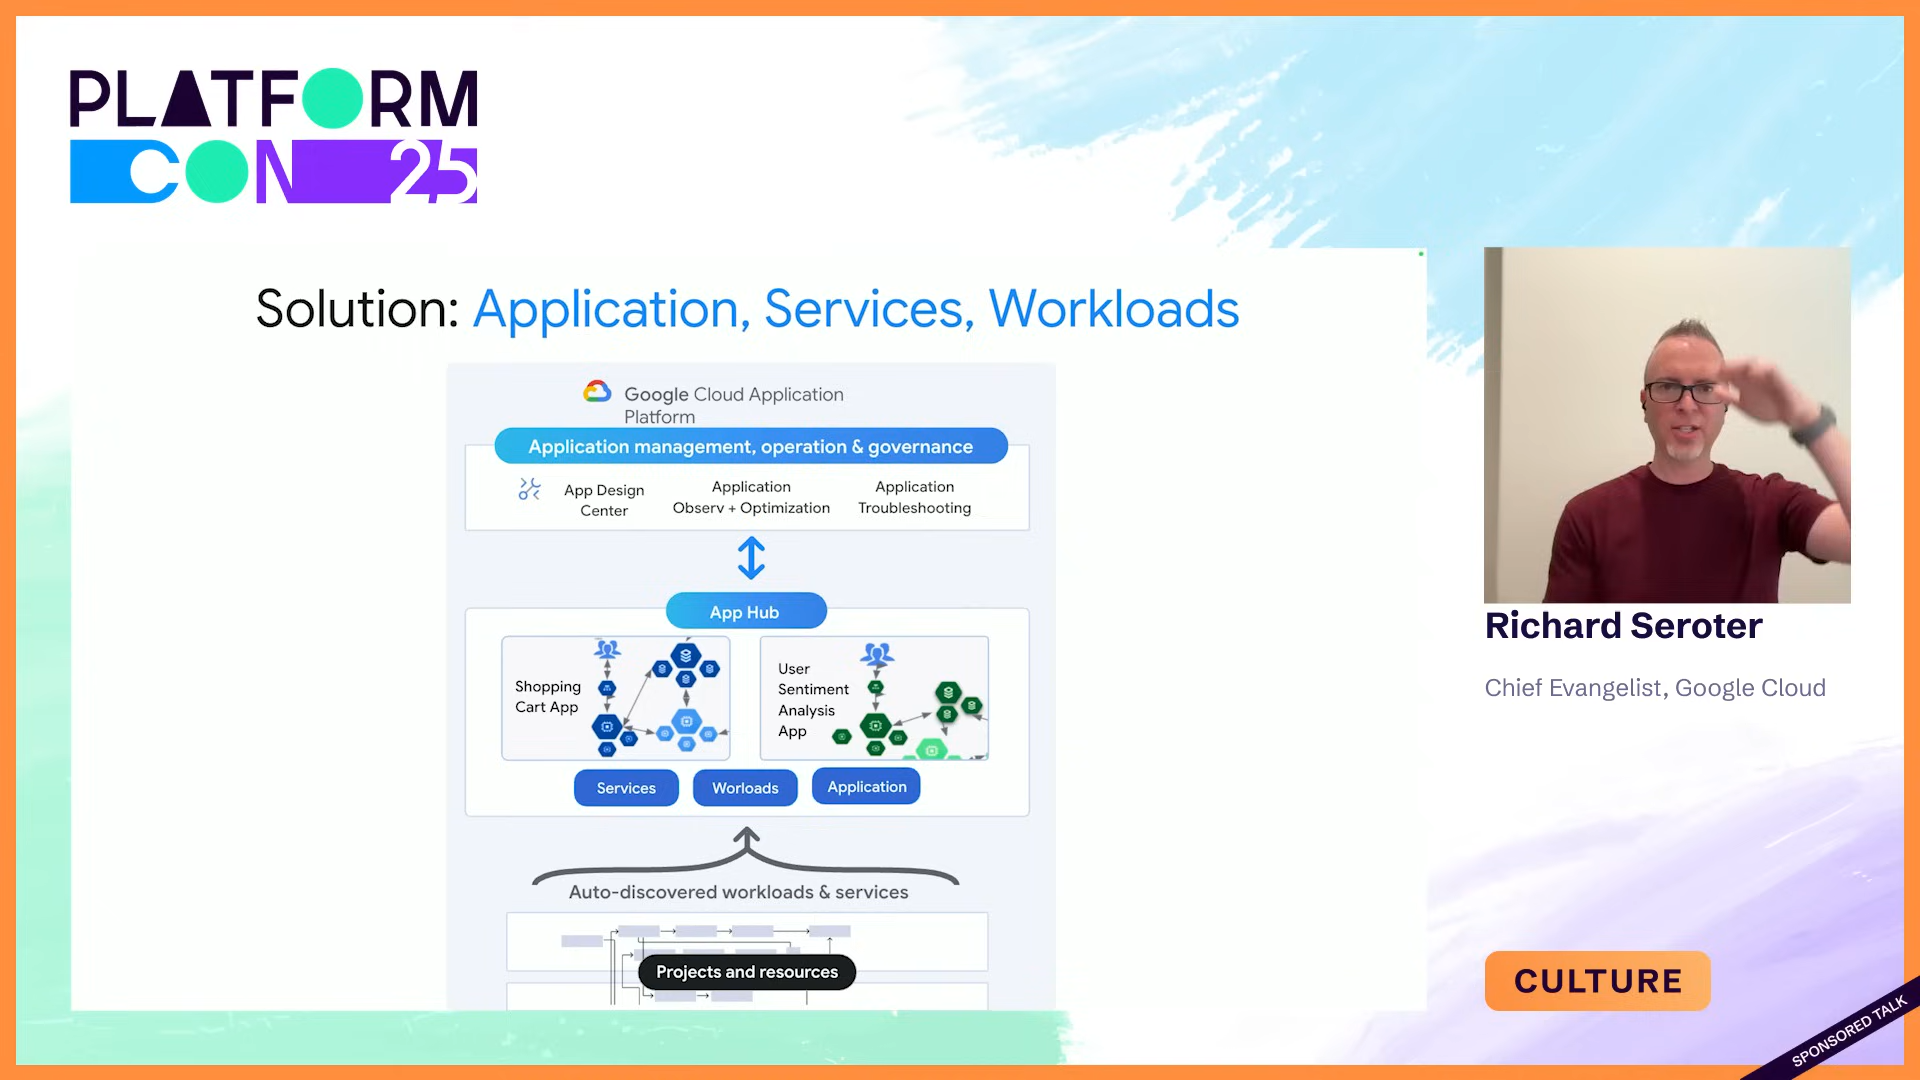 PLATFORM
CON 25
Solution: Application, Services, Workloads
Google Cloud Application
Platform
Application management, operation & governance
App Design
Center
Application
Observ + Optimization
Application
Troubleshooting
App Hub
Shopping
Cart App
User
Sentiment
Analysis
App
Services
Worloads
Application
Auto-discovered workloads & services
Projects and resources
Richard Seroter
Chief Evangelist, Google Cloud
CULTURE
SPONSORED TALK